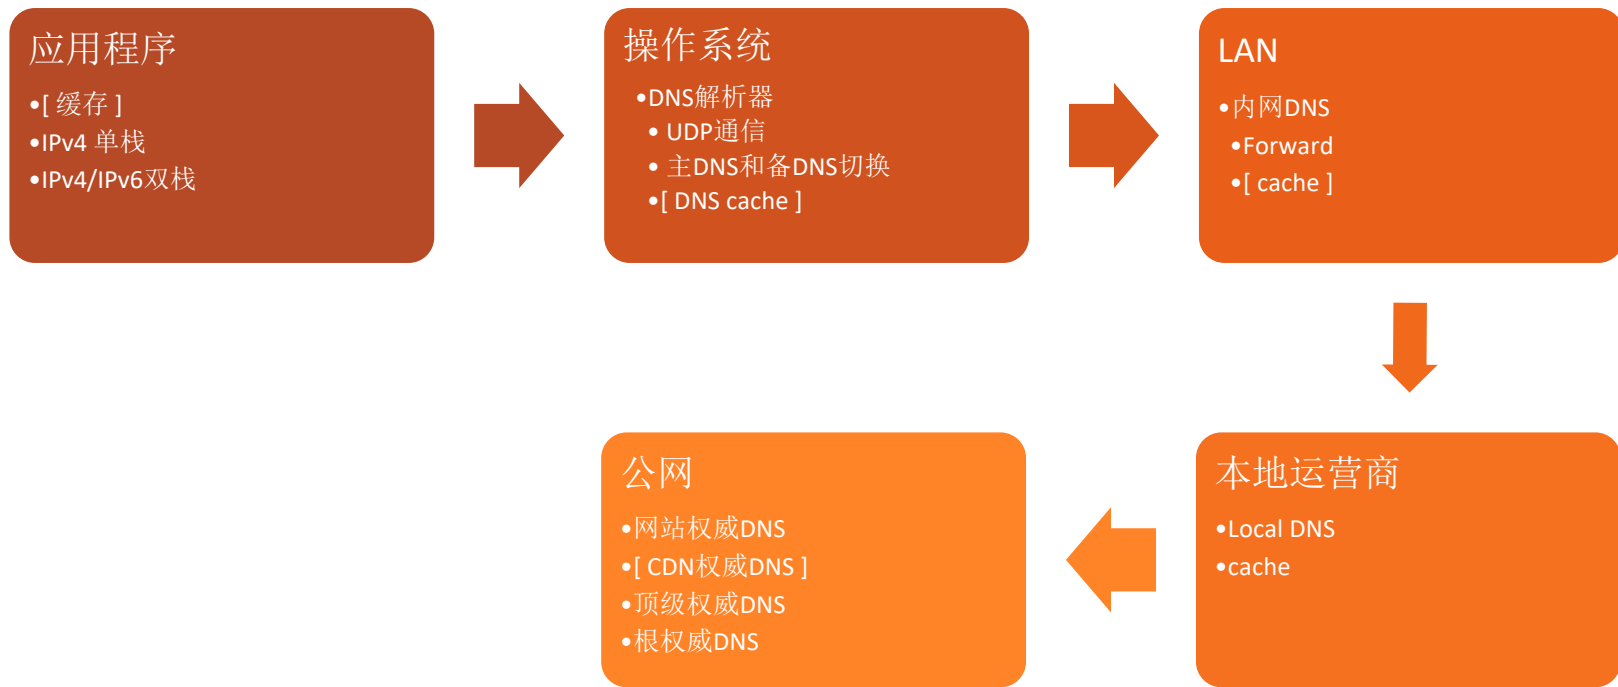 应用程序
•[ 缓存 ]
•IPv4 单栈
•IPv4/IPv6双栈
操作系统
•DNS解析器
• UDP通信
• 主DNS和备DNS切换
•[ DNS cache ]
LAN
•内网DNS
•Forward
•[ cache ]
本地运营商
•Local DNS
•cache
公网
•网站权威DNS
•[ CDN权威DNS ]
•顶级权威DNS
•根权威DNS